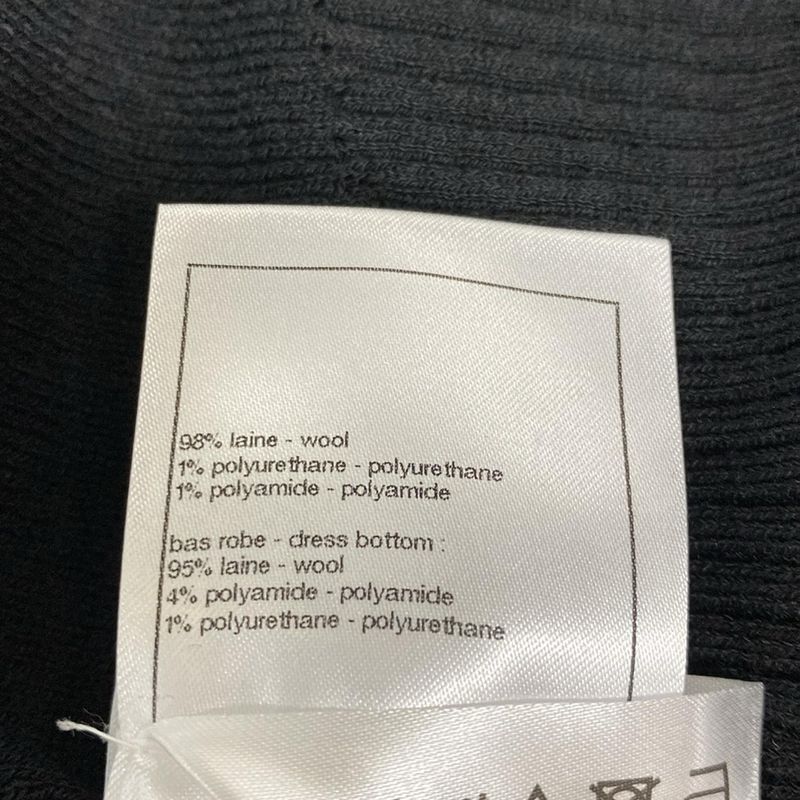 98% laine - wool
1% polyurethane - polyurethane
1% polyamide - polyamide
bas robe - dress bottom :
95% laine - wool
4% polyamide - polyamide
1% polyurethane - polyurethane